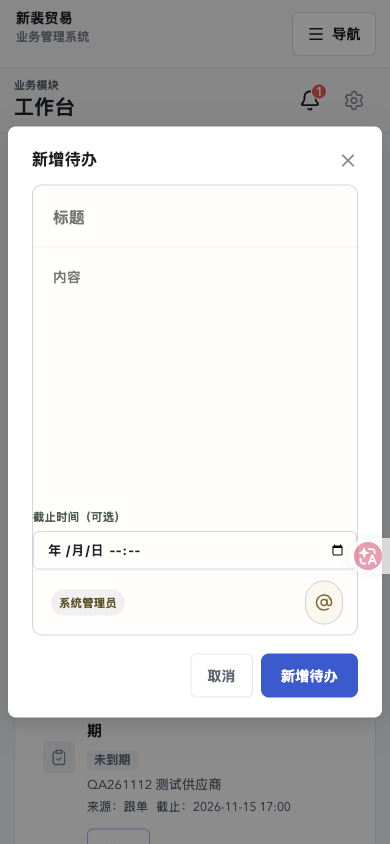 新裴贸易
业务管理系统
导航
业务模块
工作台
1
新增待办
标题
内容
截止时间（可选）
年 /月/日 --:--
系统管理员
@
取消
新增待办
期
未到期
QA261112 测试供应商
来源：跟单 截止：2026-11-15 17:00